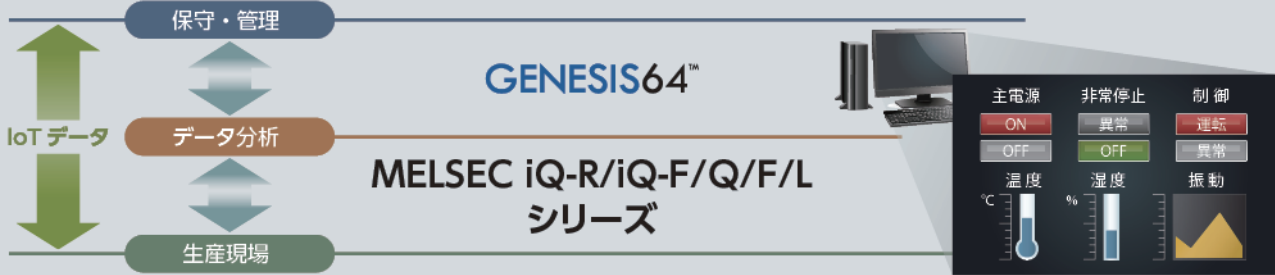 保守・管理
IoT データ
データ分析
生産現場
GENESIS64™
MELSEC iQ-R/iQ-F/Q/F/L
シリーズ
主電源 非常停止 制御
ON 異常 運転
OFF OFF 異常
温度 湿度 振動
℃ %